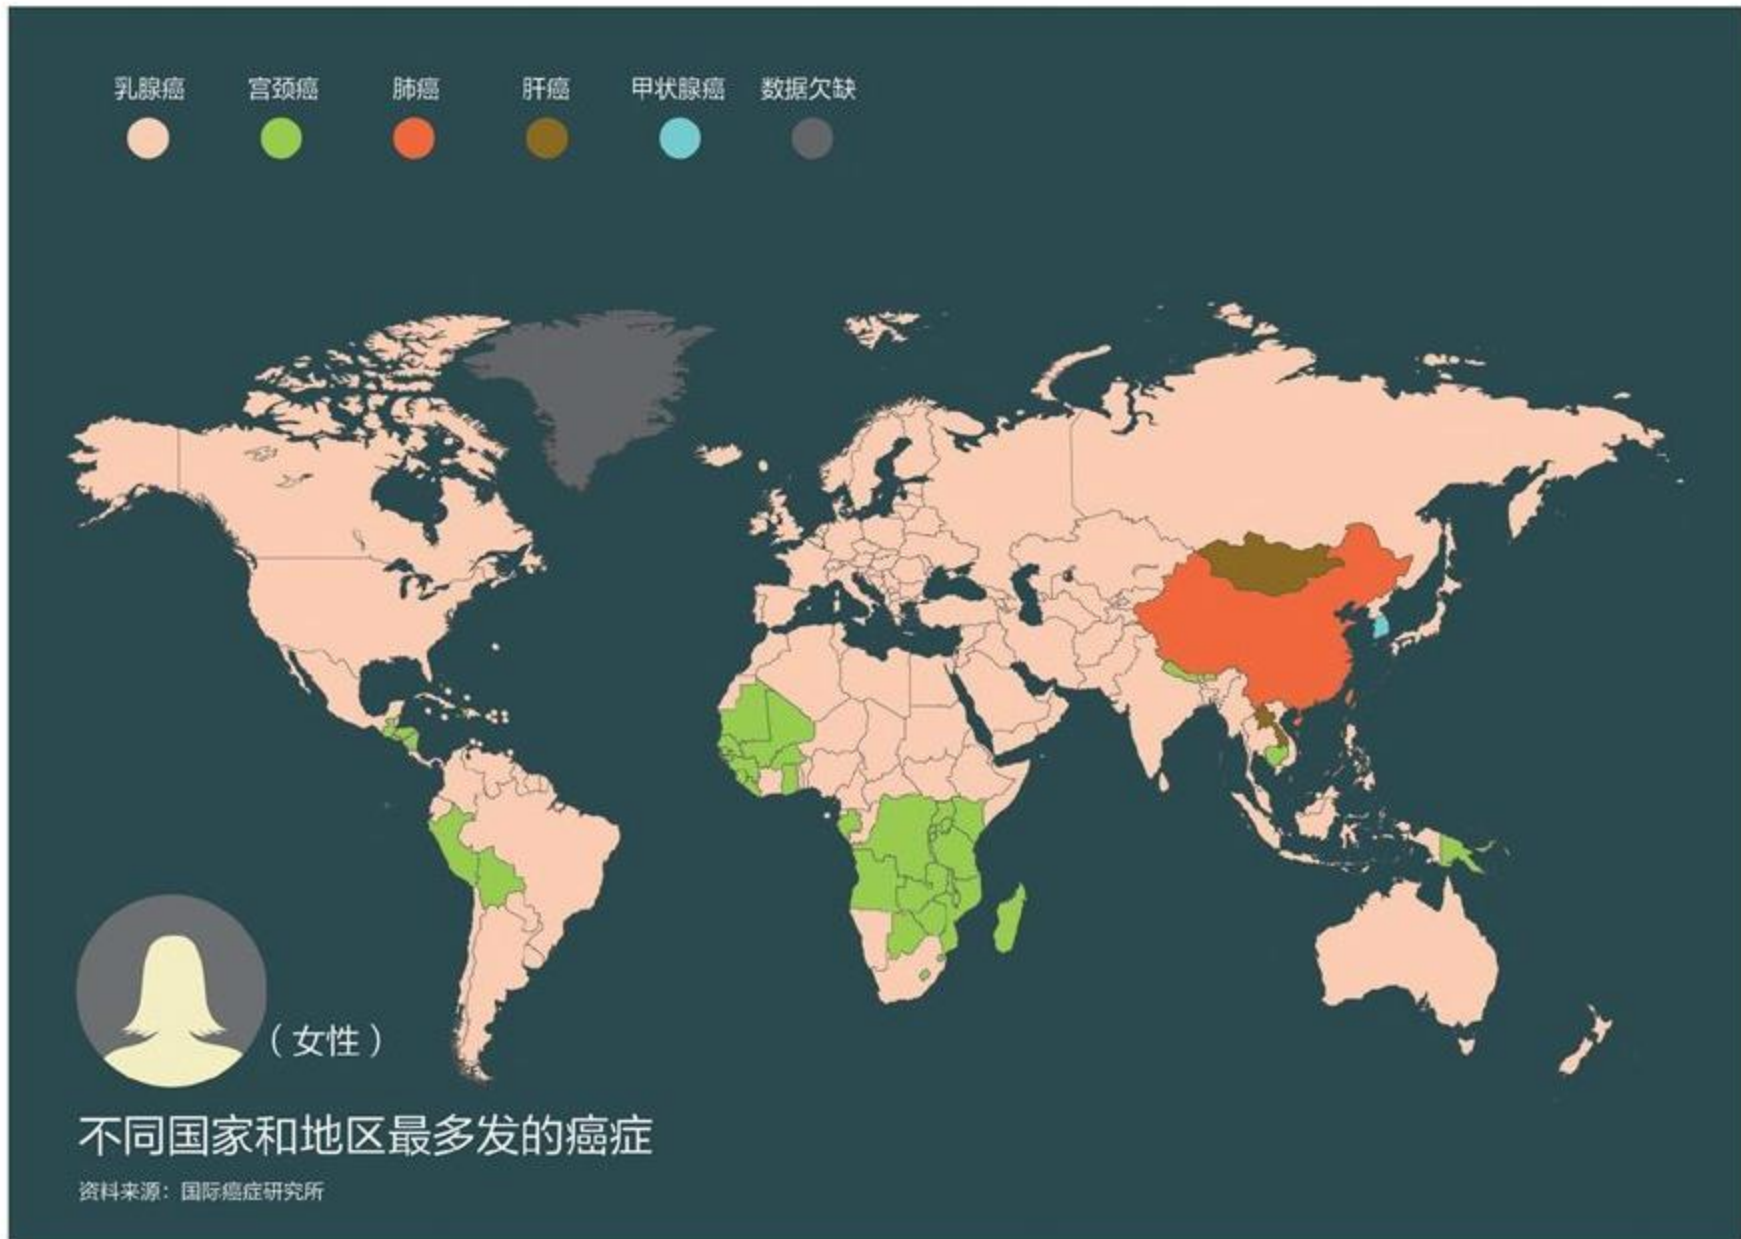 乳腺癌 宫颈癌 肺癌 肝癌 甲状腺癌 数据欠缺
（女性）
不同国家和地区最多发的癌症
资料来源：国际癌症研究所